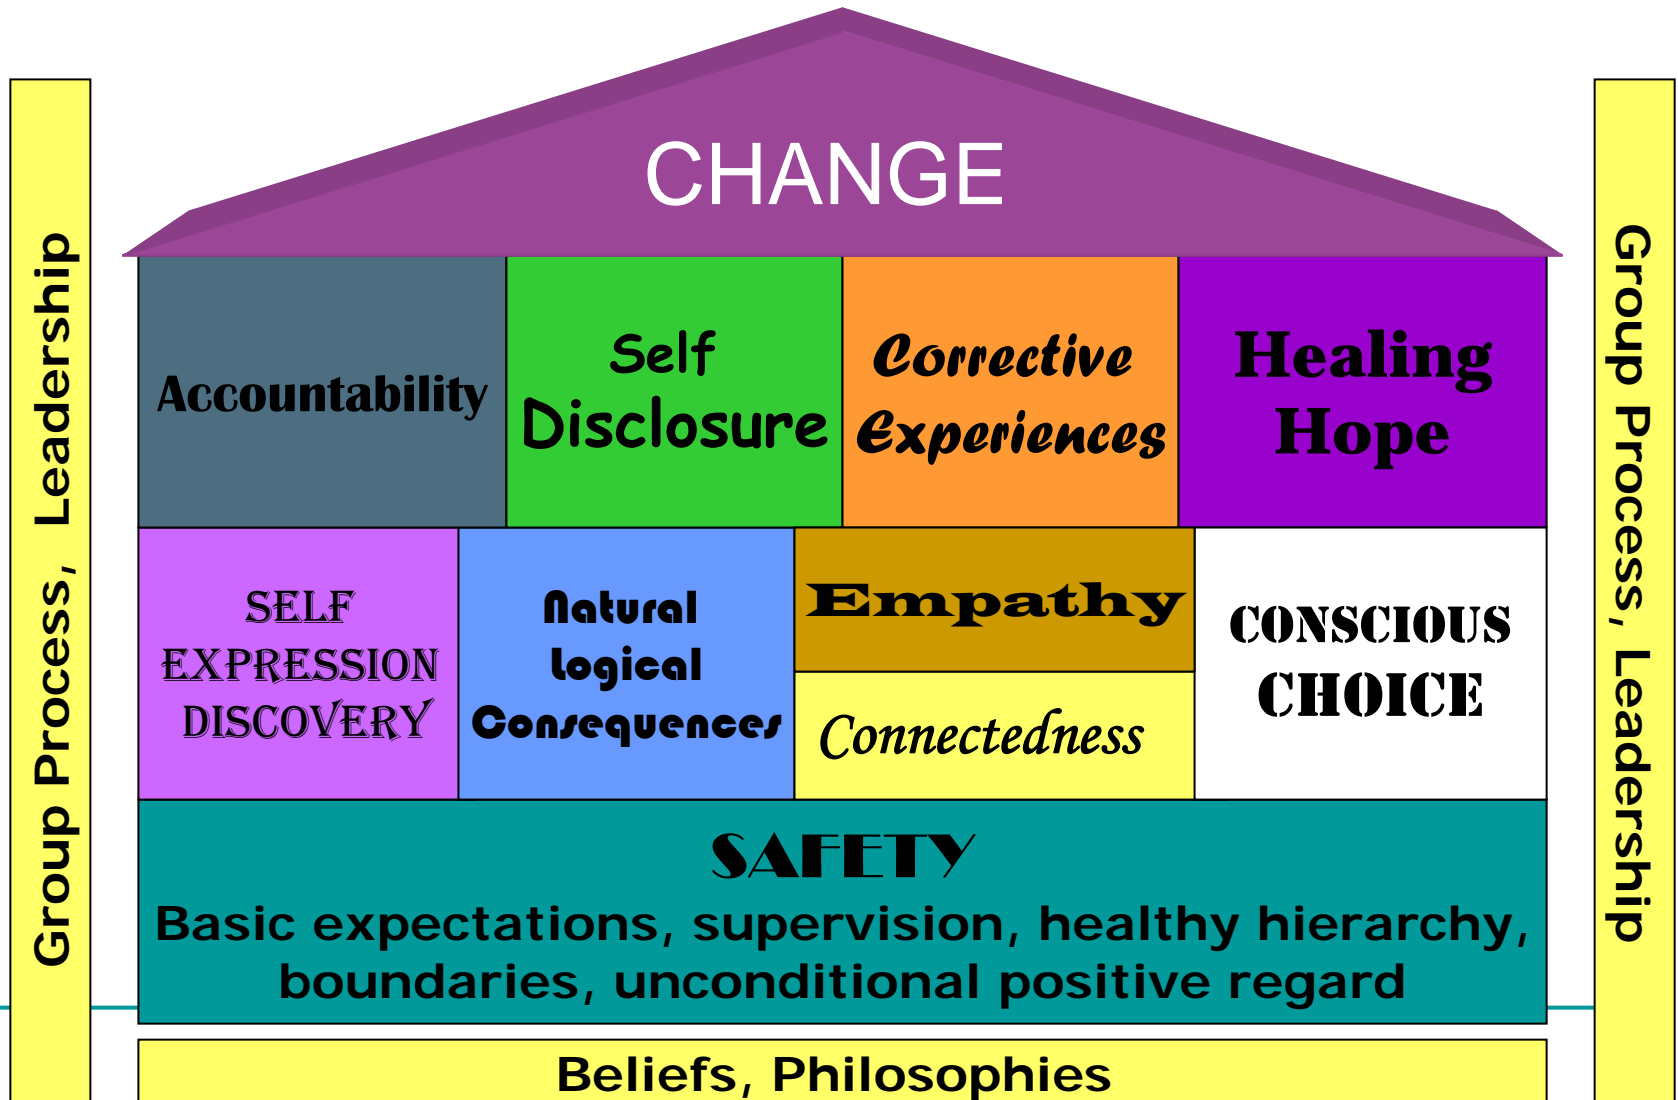 CHANGE
Group Process, Leadership
Accountability
Self
Disclosure
Corrective
Experiences
Healing
Hope
SELF
EXPRESSION
DISCOVERY
Natural
Logical
Consequences
Empathy
Connectedness
CONSCIOUS
CHOICE
Group Process, Leadership
SAFETY
Basic expectations, supervision, healthy hierarchy,
boundaries, unconditional positive regard
Beliefs, Philosophies